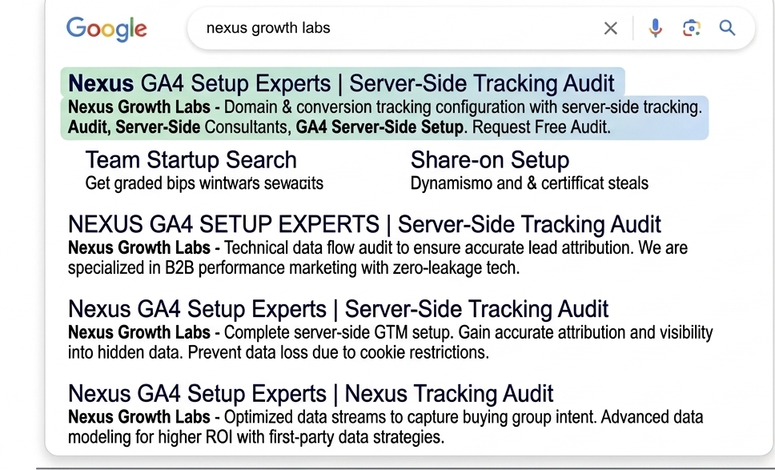 Google
nexus growth labs
Nexus GA4 Setup Experts | Server-Side Tracking Audit
Nexus Growth Labs - Domain & conversion tracking configuration with server-side tracking.
Audit, Server-Side Consultants, GA4 Server-Side Setup. Request Free Audit.
Team Startup Search
Get graded bips wintwars sewacits
Share-on Setup
Dynamismo and & certifficat steals
NEXUS GA4 SETUP EXPERTS | Server-Side Tracking Audit
Nexus Growth Labs - Technical data flow audit to ensure accurate lead attribution. We are
specialized in B2B performance marketing with zero-leakage tech.
Nexus GA4 Setup Experts | Server-Side Tracking Audit
Nexus Growth Labs - Complete server-side GTM setup. Gain accurate attribution and visibility
into hidden data. Prevent data loss due to cookie restrictions.
Nexus GA4 Setup Experts | Nexus Tracking Audit
Nexus Growth Labs - Optimized data streams to capture buying group intent. Advanced data
modeling for higher ROI with first-party data strategies.